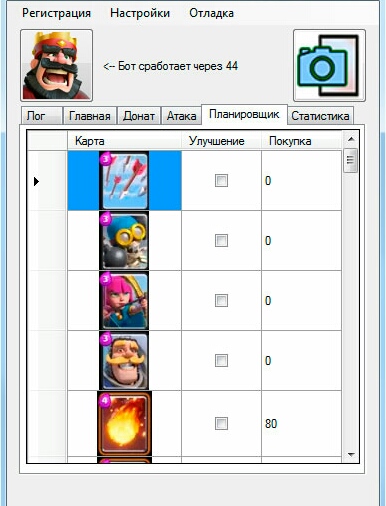 Регистрация Настройки Отладка
<-- Бот сработает через 44
Лог Главная Донат Атака Планировщик Статистика
Карта Улучшение Покупка
3 0
3 0
3 0
3 0
4 80